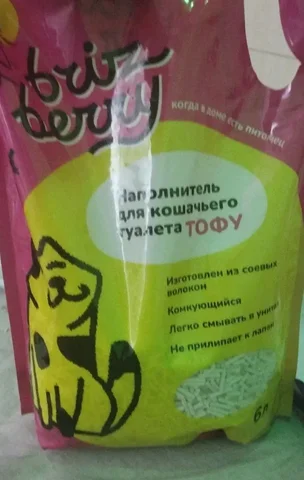 briz
berry
когда в доме есть питомец
Наполнитель
для кошачьего
туалета ТОФУ
Изготовлен из соевых
волокон
Комкующийся
Легко смывать в унитаз
Не прилипает к лапам
6л